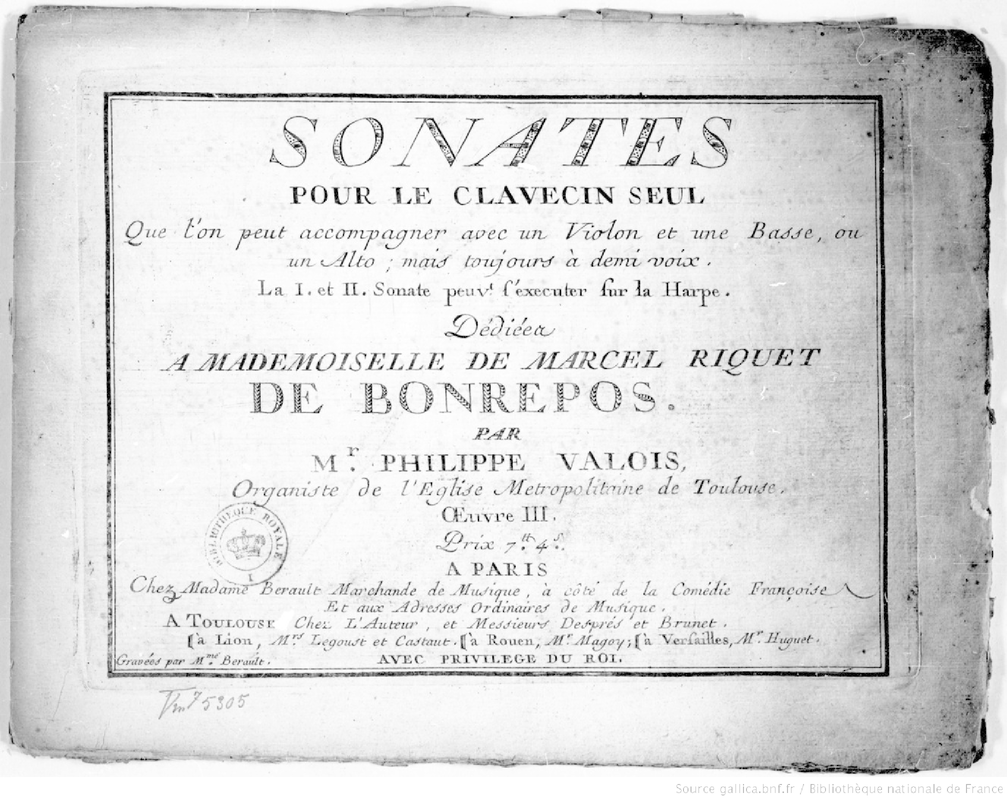 SONATES
POUR LE CLAVECIN SEUL
Que l'on peut accompagner avec un Violon et une Basse, ou
un Alto ; mais toujours à demi voix.
La I. et II. Sonate peuvt. s'executer sur la Harpe.
Dédiées
A MADEMOISELLE DE MARCEL RIQUET
DE BONREPOS.
PAR
Mr. PHILIPPE VALOIS,
Organiste de l'Eglise Metropolitaine de Toulouse.
Œuvre III.
Prix 7tt 4s.
BIBLIOTHÈQUE ROYALE
A PARIS
Chez Madame Berault Marchande de Musique, à côté de la Comédie Françoise
Et aux Adresses Ordinaires de Musique.
A TOULOUSE Chez L'Auteur, et Messieurs Després et Brunet.
[à Lion, Mrs Legoust et Castaut. [à Rouen, Mr. Magoy; [à Versailles, Mr Huguet.
Gravées par Mme. Berault. AVEC PRIVILEGE DU ROI.
Vm7 5305
Source gallica.bnf.fr / Bibliothèque nationale de France